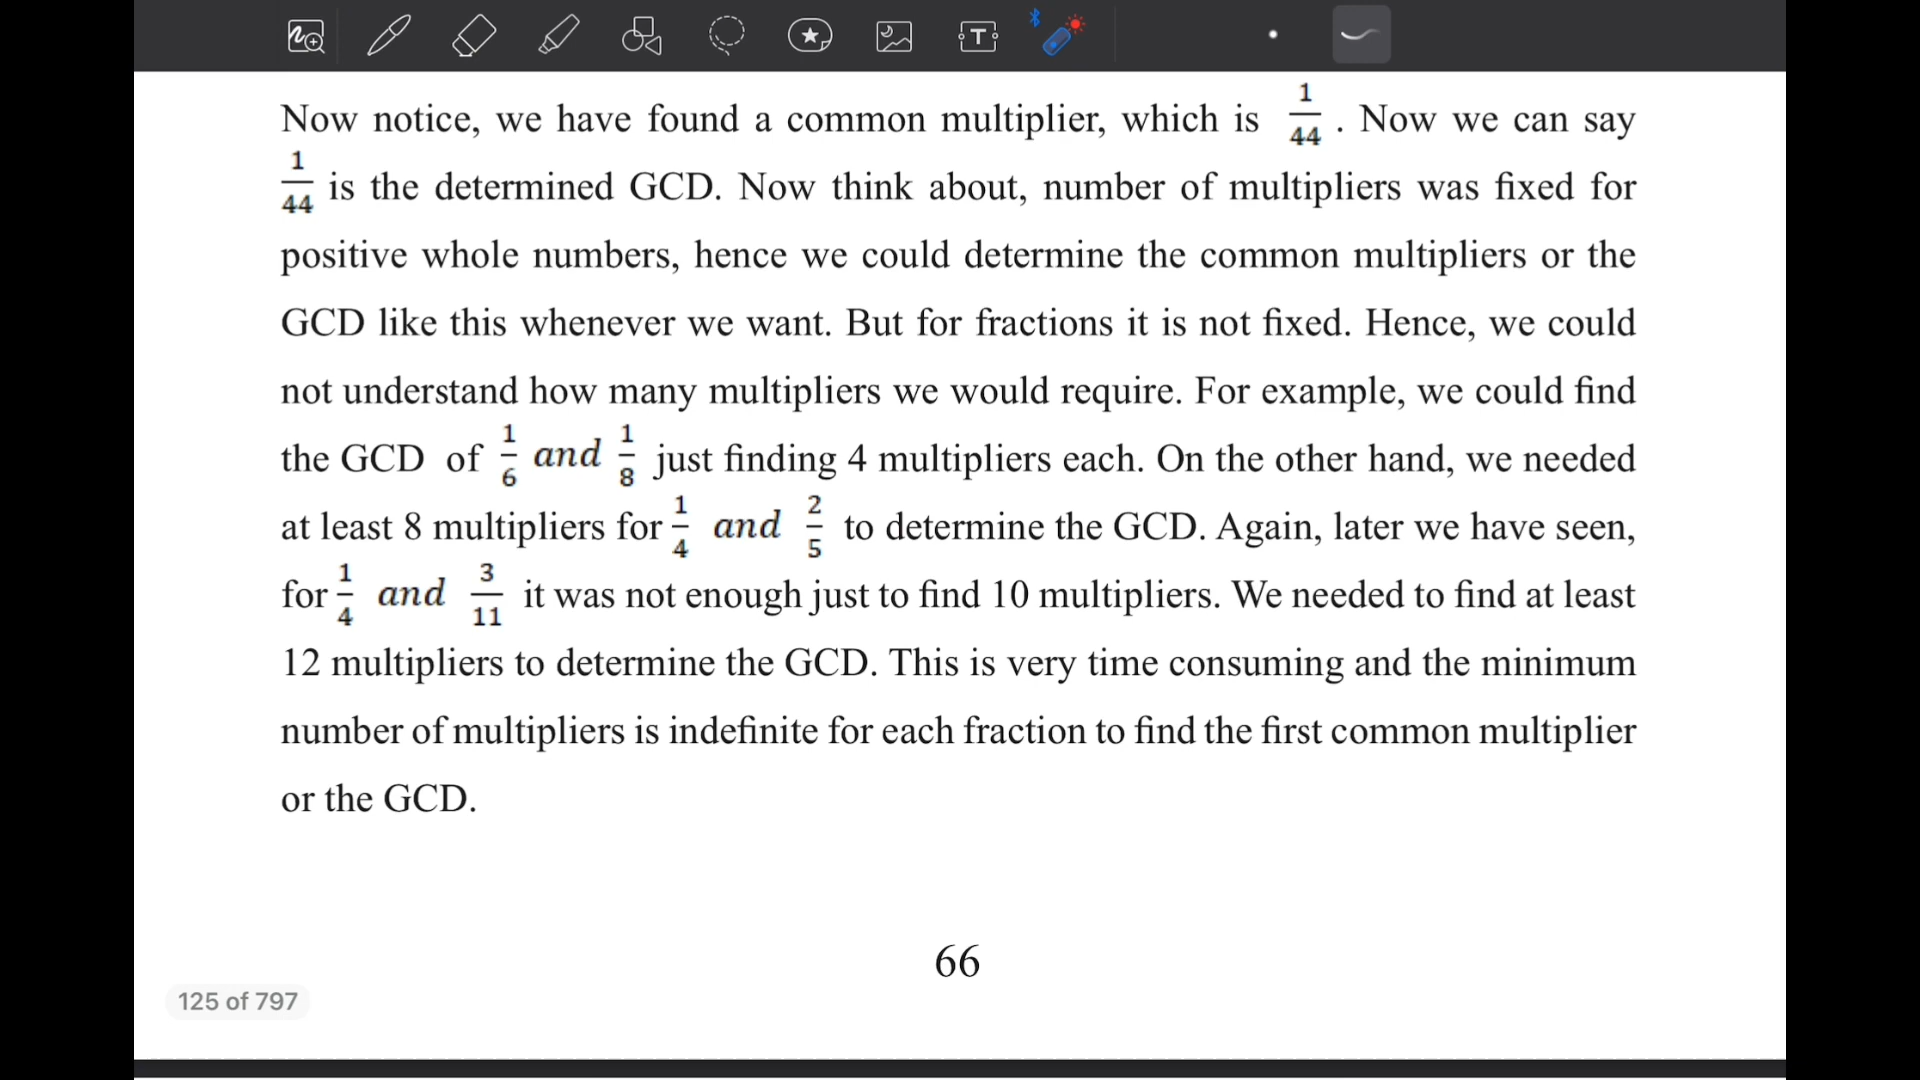 Now notice, we have found a common multiplier, which is 1/44 . Now we can say
1/44 is the determined GCD. Now think about, number of multipliers was fixed for
positive whole numbers, hence we could determine the common multipliers or the
GCD like this whenever we want. But for fractions it is not fixed. Hence, we could
not understand how many multipliers we would require. For example, we could find
the GCD of 1/6 and 1/8 just finding 4 multipliers each. On the other hand, we needed
at least 8 multipliers for 1/4 and 2/5 to determine the GCD. Again, later we have seen,
for 1/4 and 3/11 it was not enough just to find 10 multipliers. We needed to find at least
12 multipliers to determine the GCD. This is very time consuming and the minimum
number of multipliers is indefinite for each fraction to find the first common multiplier
or the GCD.
66
125 of 797